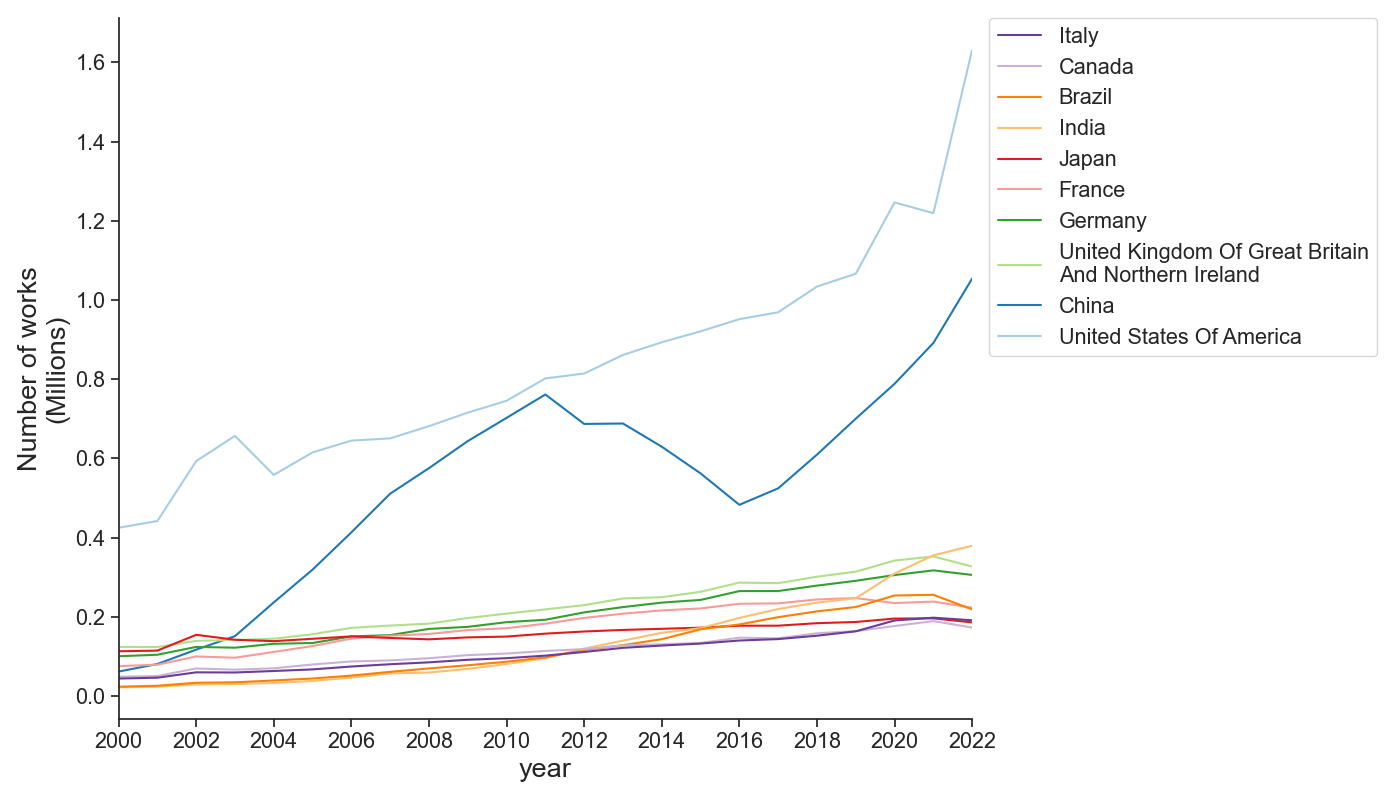 Number of works
(Millions)
1.6
1.4
1.2
1.0
0.8
0.6
0.4
0.2
0.0
2000 2002 2004 2006 2008 2010 2012 2014 2016 2018 2020 2022
year
Italy
Canada
Brazil
India
Japan
France
Germany
United Kingdom Of Great Britain
And Northern Ireland
China
United States Of America